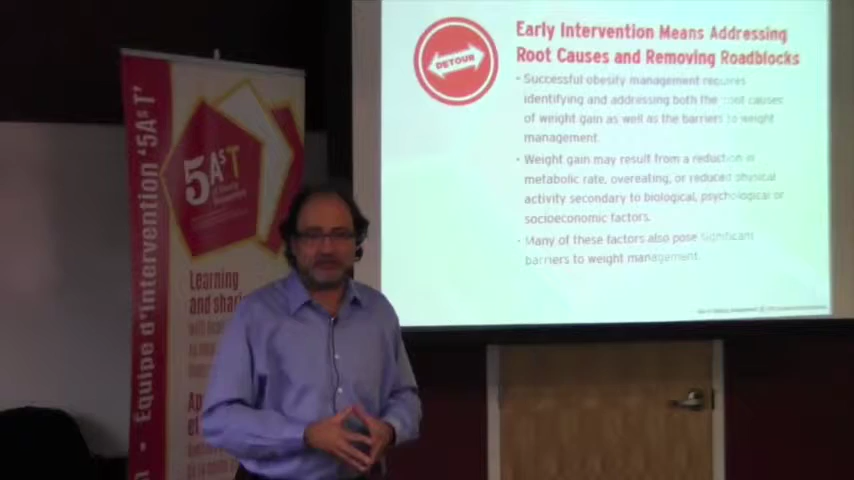 Early Intervention Means Addressing
Root Causes and Removing Roadblocks
DETOUR
• Successful obesity management requires
identifying and addressing both the root causes
of weight gain as well as the barriers to weight
management.
• Weight gain may result from a reduction in
metabolic rate, overeating, or reduced physical
activity secondary to biological, psychological or
socioeconomic factors.
• Many of these factors also pose significant
barriers to weight management.
Équipe d'intervention '5AsT'
5AsT
Learning
and